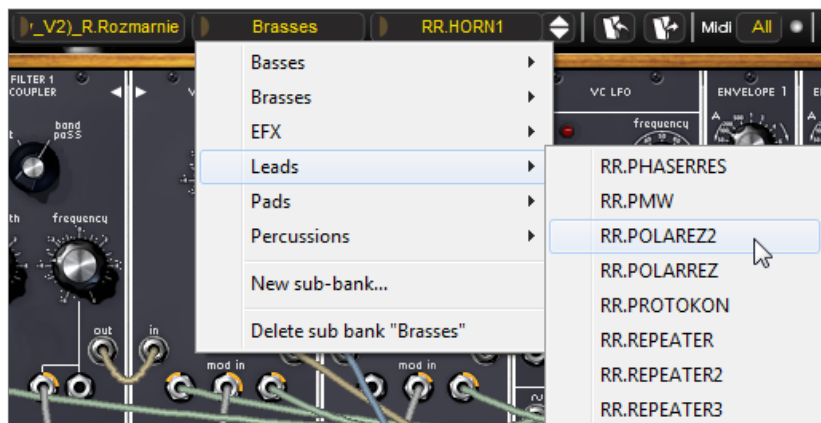 r_V2)_R.Rozmarnie
Brasses
RR.HORN1
Midi
All
Basses
Brasses
EFX
Leads
Pads
Percussions
New sub-bank...
Delete sub bank "Brasses"
RR.PHASERRES
RR.PMW
RR.POLAREZ2
RR.POLARREZ
RR.PROTOKON
RR.REPEATER
RR.REPEATER2
RR.REPEATER3
FILTER 1
COUPLER
band
pass
frequency
out
in
mod in
mod in
VC LFO
frequency
ENVELOPE 1